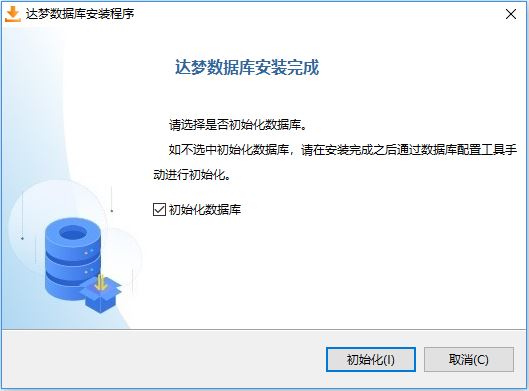 达梦数据库安装程序
达梦数据库安装完成
请选择是否初始化数据库。
如不选中初始化数据库，请在安装完成之后通过数据库配置工具手
动进行初始化。
初始化数据库
初始化(I)
取消(C)